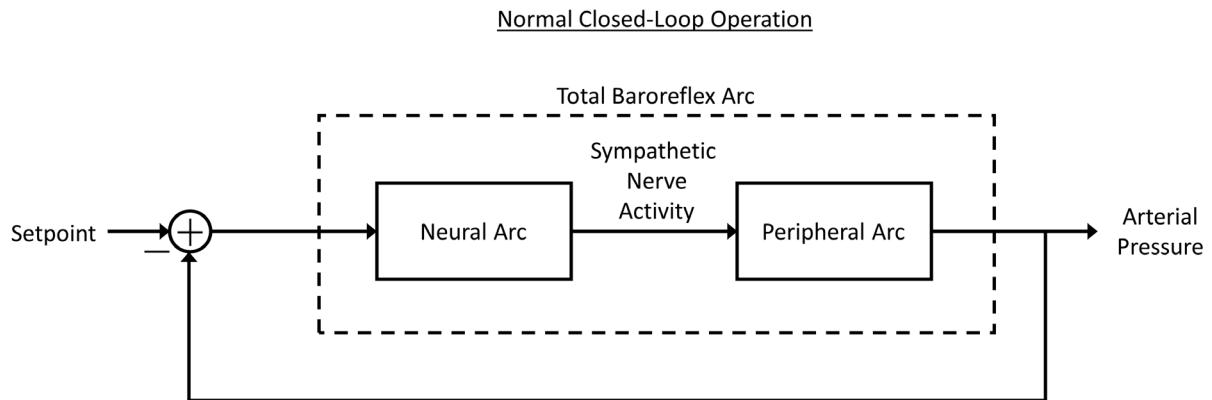 Normal Closed-Loop Operation
Total Baroreflex Arc
Sympathetic
Nerve
Activity
Setpoint
+
−
Neural Arc
Peripheral Arc
Arterial
Pressure